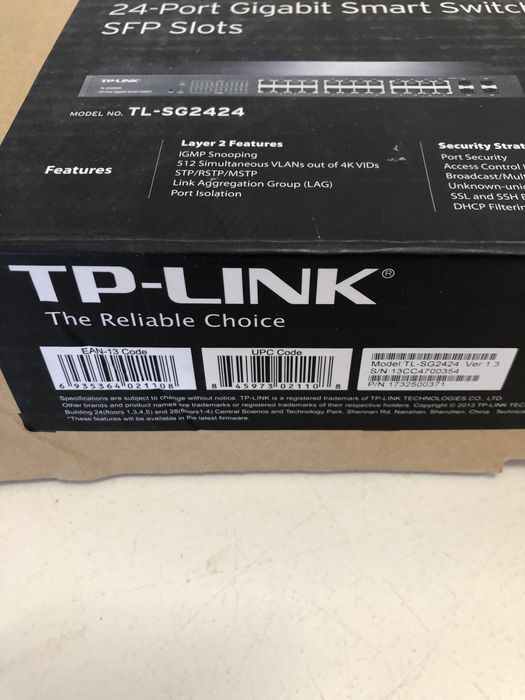 24-Port Gigabit Smart Switch
SFP Slots
TP-LINK
MODEL NO. TL-SG2424
Features
Layer 2 Features
IGMP Snooping
512 Simultaneous VLANs out of 4K VIDs
STP/RSTP/MSTP
Link Aggregation Group (LAG)
Port Isolation
Security
Port Security
Access Control
SSL and SSH
DHCP
TP-LINK®
The Reliable Choice
EAN-13 Code
6 935364 021108
UPC Code
8 45973 02110 8
Model:TL-SG2424 Ver 1.3
S/N 13CC4700354
P/N 1732500371
Specifications are subject to change without notice. TP-LINK is a registered trademark of TP-LINK TECHNOLOGIES CO., LTD.
Other brands and product names are trademarks or registered trademarks of their respective holders. Copyright © 2013 TP-LINK
Building 24(floors 1,3,4,5) and 28(floors1-4) Central Science and Technology Park, Shennan Rd, Nanshan, Shenzhen, China
*These features will be available in the latest firmware.